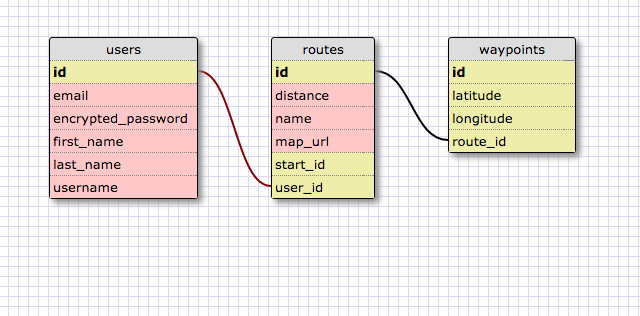 users
id
email
encrypted_password
first_name
last_name
username
routes
id
distance
name
map_url
start_id
user_id
waypoints
id
latitude
longitude
route_id